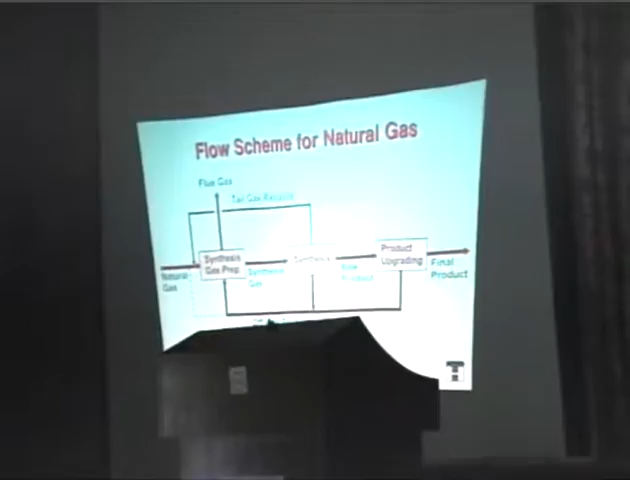 Flow Scheme for Natural Gas
Flue Gas
Tail Gas Recycle
Synthesis
Gas Prep
Synthesis
Gas
Synthesis
Product
Product
Upgrading
Natural
Gas
Final
Product